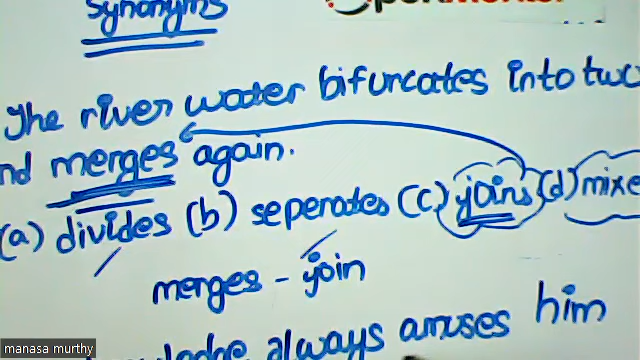 Synonyms
The river water bifurcates into two
nd merges again.
(a) divides (b) seperates (c) joins (d) mixe
merges - join
always amuses him
manasa murthy